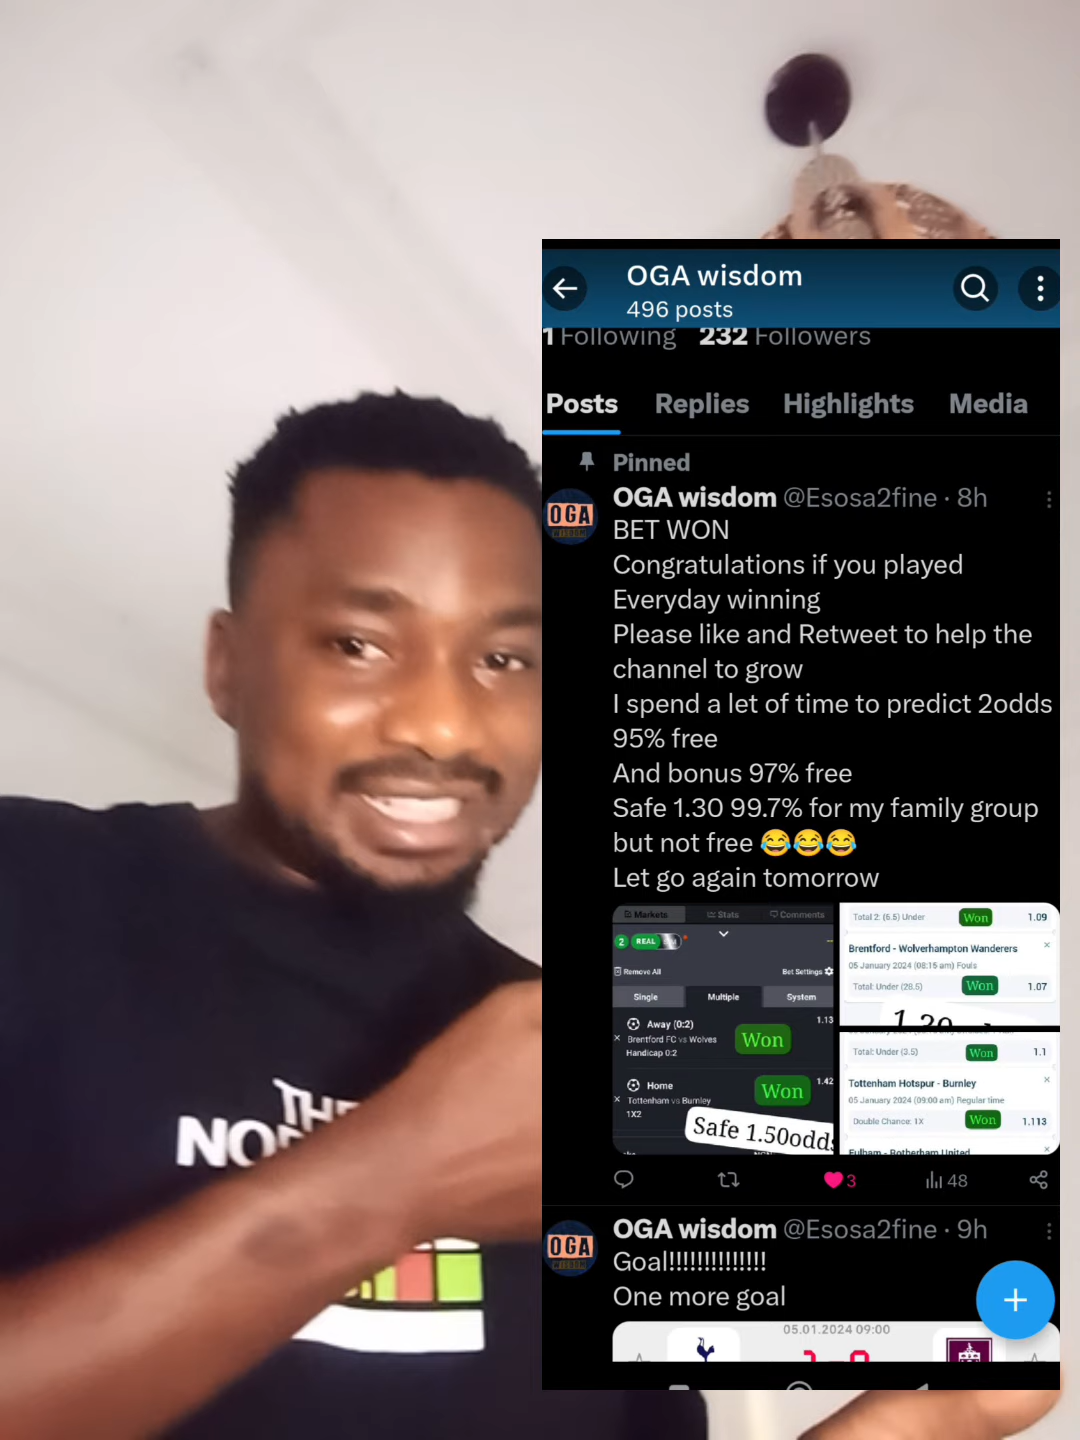 OGA wisdom
496 posts
1 Following 232 Followers
Posts Replies Highlights Media
Pinned
OGA wisdom @Esosa2fine · 8h
BET WON
Congratulations if you played
Everyday winning
Please like and Retweet to help the
channel to grow
I spend a let of time to predict 2odds
95% free
And bonus 97% free
Safe 1.30 99.7% for my family group
but not free 😂😂😂
Let go again tomorrow
Markets Stats Comments
2 REAL
Remove All Bet Settings
Single Multiple System
Away (0:2) 1.13
Brentford FC vs Wolves Won
Handicap 0:2
Home 1.42
Tottenham vs Burnley Won
1X2
Safe 1.50odds
Total 2: (6.5) Under Won 1.09
Brentford - Wolverhampton Wanderers
05 January 2024 (08:15 am) Fouls
Total: Under (28.5) Won 1.07
Total: Under (3.5) Won 1.1
Tottenham Hotspur - Burnley
05 January 2024 (09:00 am) Regular time
Double Chance: 1X Won 1.113
Fulham - Rotherham United
3 48
OGA wisdom @Esosa2fine · 9h
Goal!!!!!!!!!!!!!!
One more goal
05.01.2024 09:00
THE
NO